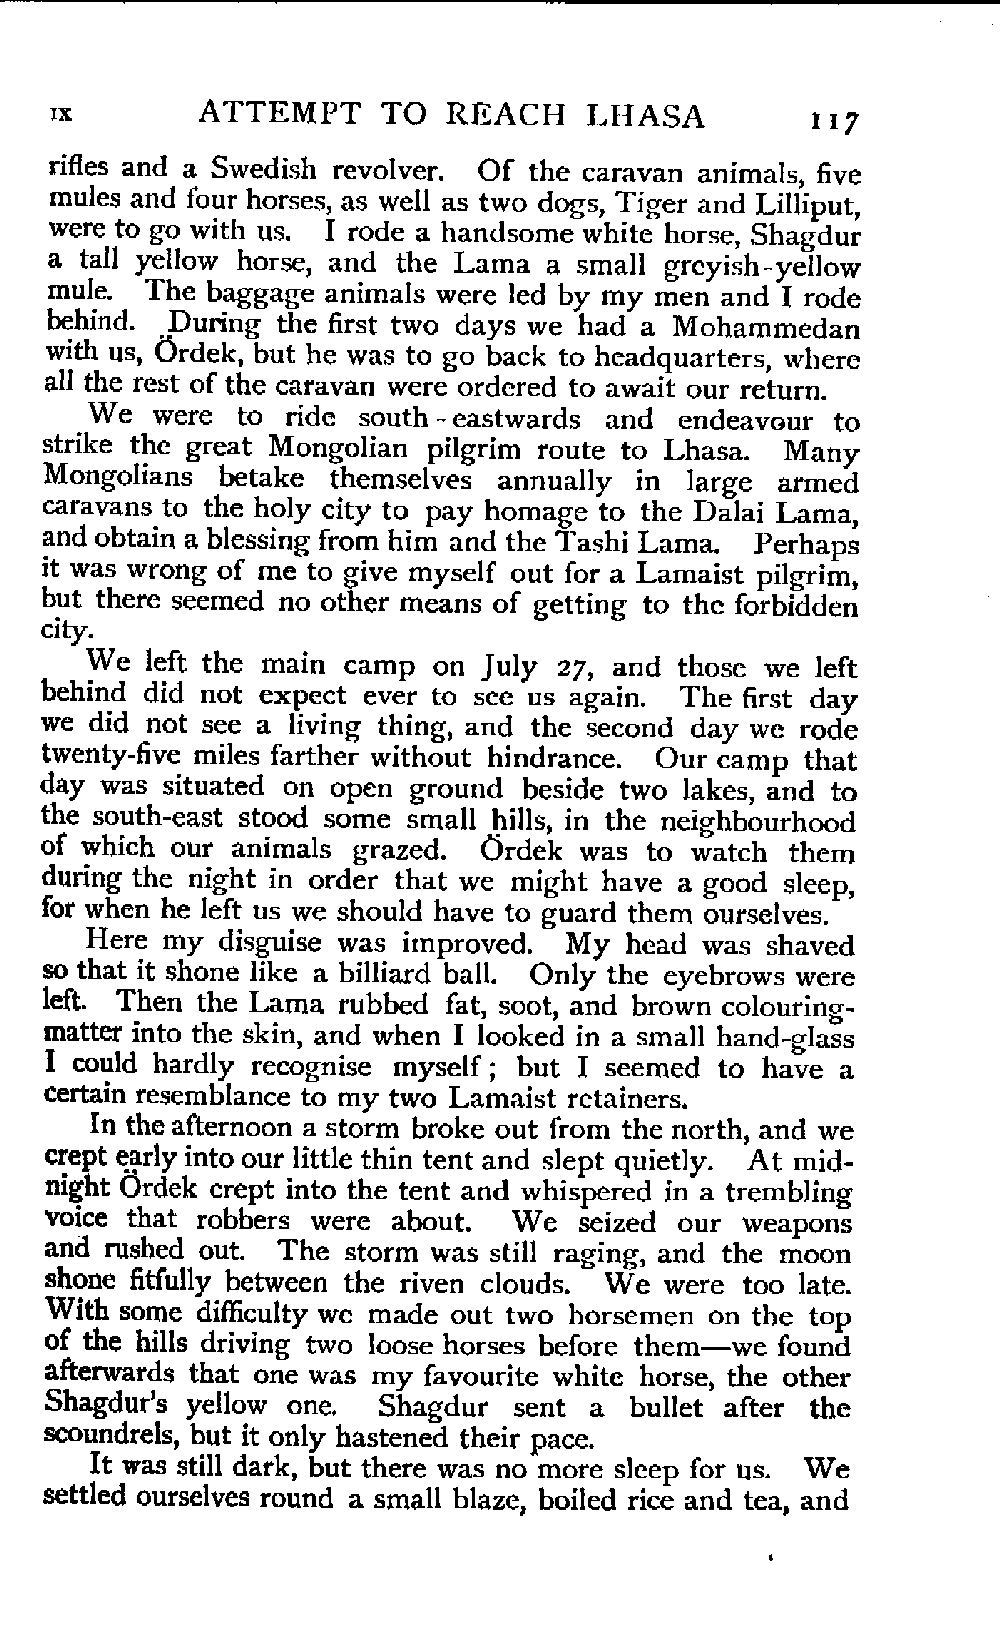 IX ATTEMPT TO REACH LHASA 117
rifles and a Swedish revolver. Of the caravan animals, five
mules and four horses, as well as two dogs, Tiger and Lilliput,
were to go with us. I rode a handsome white horse, Shagdur
a tall yellow horse, and the Lama a small greyish-yellow
mule. The baggage animals were led by my men and I rode
behind. During the first two days we had a Mohammedan
with us, Ördek, but he was to go back to headquarters, where
all the rest of the caravan were ordered to await our return.
We were to ride south-eastwards and endeavour to
strike the great Mongolian pilgrim route to Lhasa. Many
Mongolians betake themselves annually in large armed
caravans to the holy city to pay homage to the Dalai Lama,
and obtain a blessing from him and the Tashi Lama. Perhaps
it was wrong of me to give myself out for a Lamaist pilgrim,
but there seemed no other means of getting to the forbidden
city.
We left the main camp on July 27, and those we left
behind did not expect ever to see us again. The first day
we did not see a living thing, and the second day we rode
twenty-five miles farther without hindrance. Our camp that
day was situated on open ground beside two lakes, and to
the south-east stood some small hills, in the neighbourhood
of which our animals grazed. Ördek was to watch them
during the night in order that we might have a good sleep,
for when he left us we should have to guard them ourselves.
Here my disguise was improved. My head was shaved
so that it shone like a billiard ball. Only the eyebrows were
left. Then the Lama rubbed fat, soot, and brown colouring-
matter into the skin, and when I looked in a small hand-glass
I could hardly recognise myself; but I seemed to have a
certain resemblance to my two Lamaist retainers.
In the afternoon a storm broke out from the north, and we
crept early into our little thin tent and slept quietly. At mid-
night Ördek crept into the tent and whispered in a trembling
voice that robbers were about. We seized our weapons
and rushed out. The storm was still raging, and the moon
shone fitfully between the riven clouds. We were too late.
With some difficulty we made out two horsemen on the top
of the hills driving two loose horses before them—we found
afterwards that one was my favourite white horse, the other
Shagdur's yellow one. Shagdur sent a bullet after the
scoundrels, but it only hastened their pace.
It was still dark, but there was no more sleep for us. We
settled ourselves round a small blaze, boiled rice and tea, and